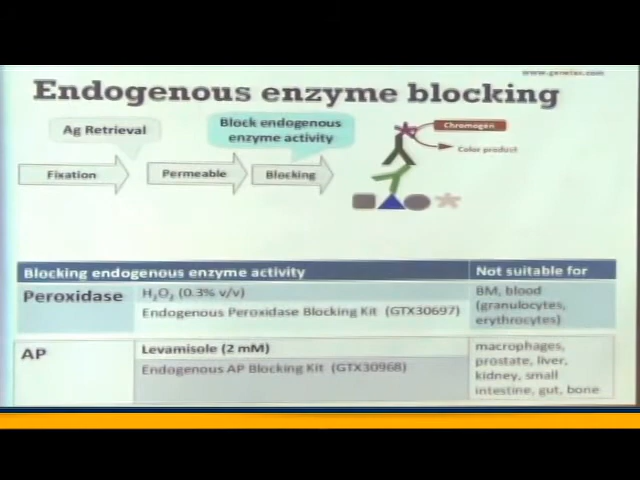 www.genetex.com
Endogenous enzyme blocking
Ag Retrieval
Block endogenous
enzyme activity
Chromogen
Color product
Fixation
Permeable
Blocking
Blocking endogenous enzyme activity
Not suitable for
Peroxidase
H₂O₂ (0.3% v/v)
Endogenous Peroxidase Blocking Kit (GTX30697)
BM, blood
(granulocytes,
erythrocytes)
AP
Levamisole (2 mM)
Endogenous AP Blocking Kit (GTX30968)
macrophages,
prostate, liver,
kidney, small
intestine, gut, bone